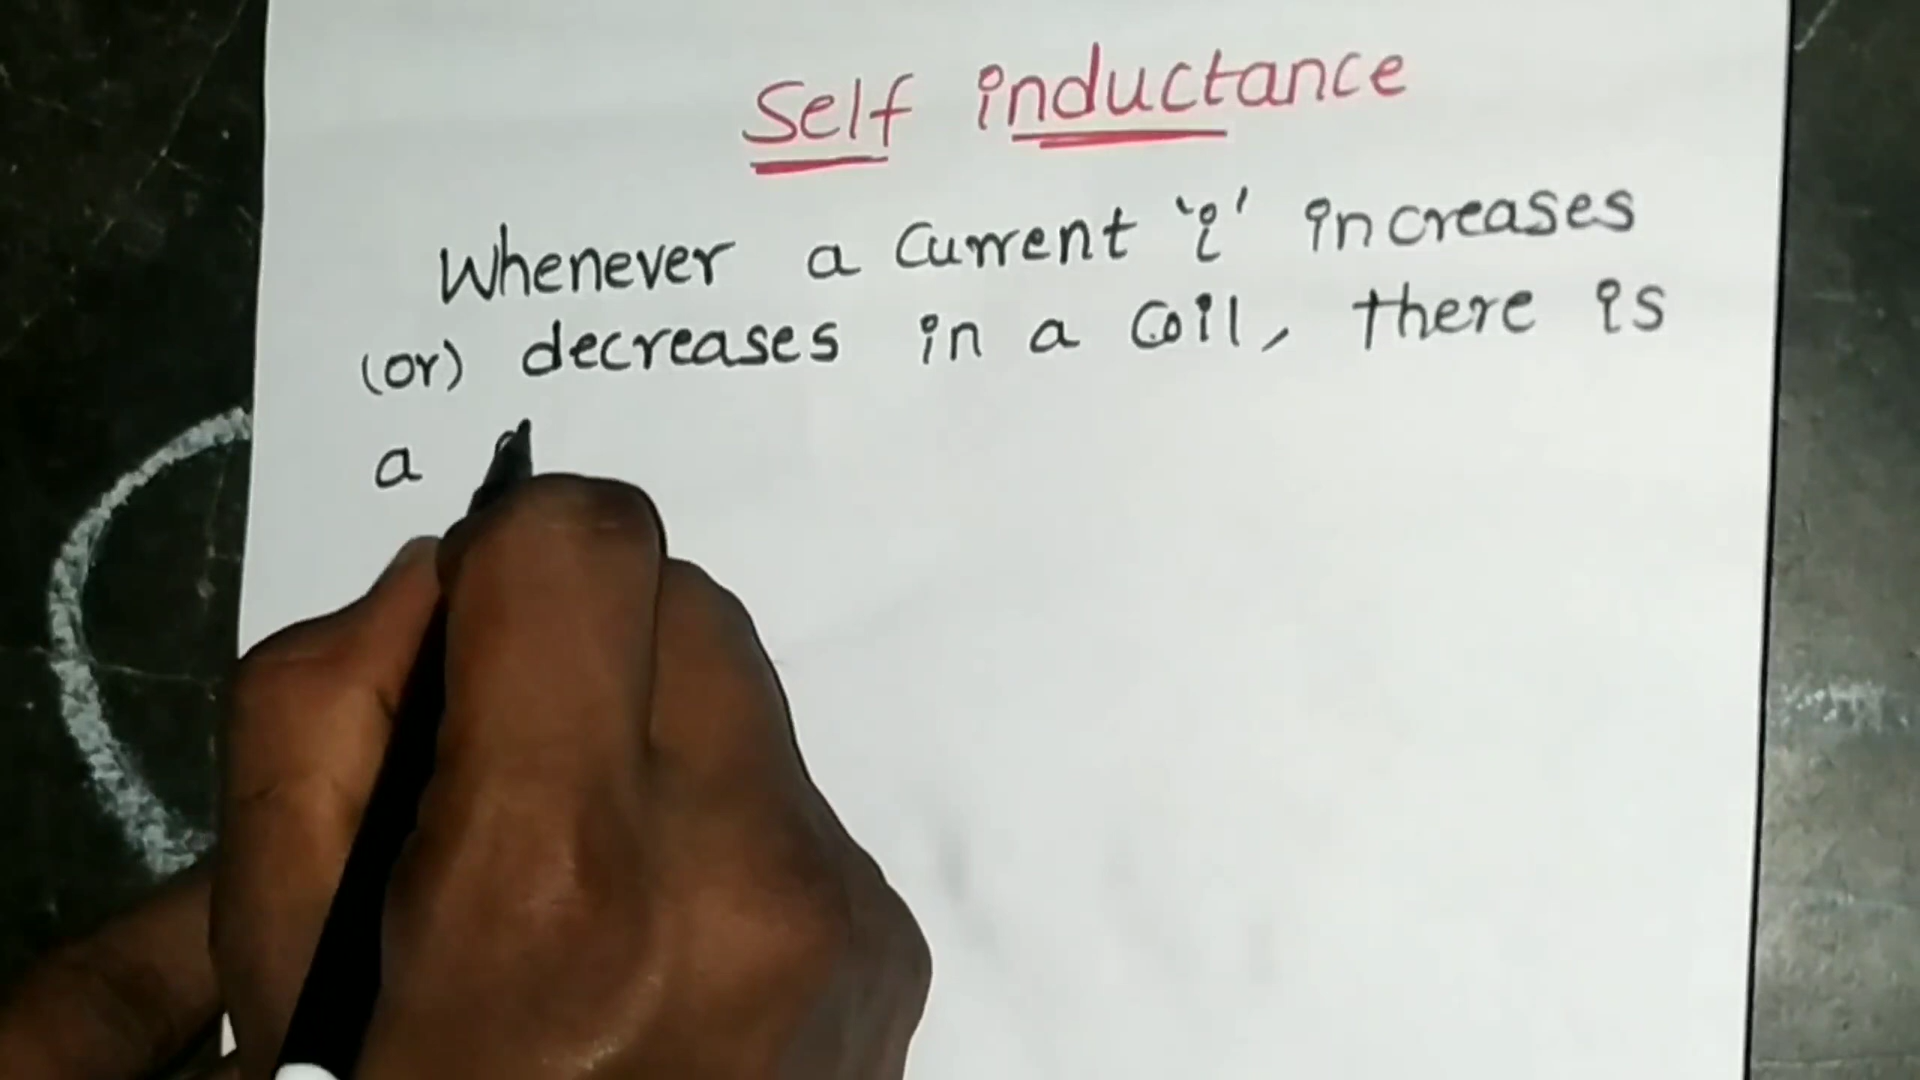 Self inductance
Whenever a current 'i' increases
(or) decreases in a coil, there is
a